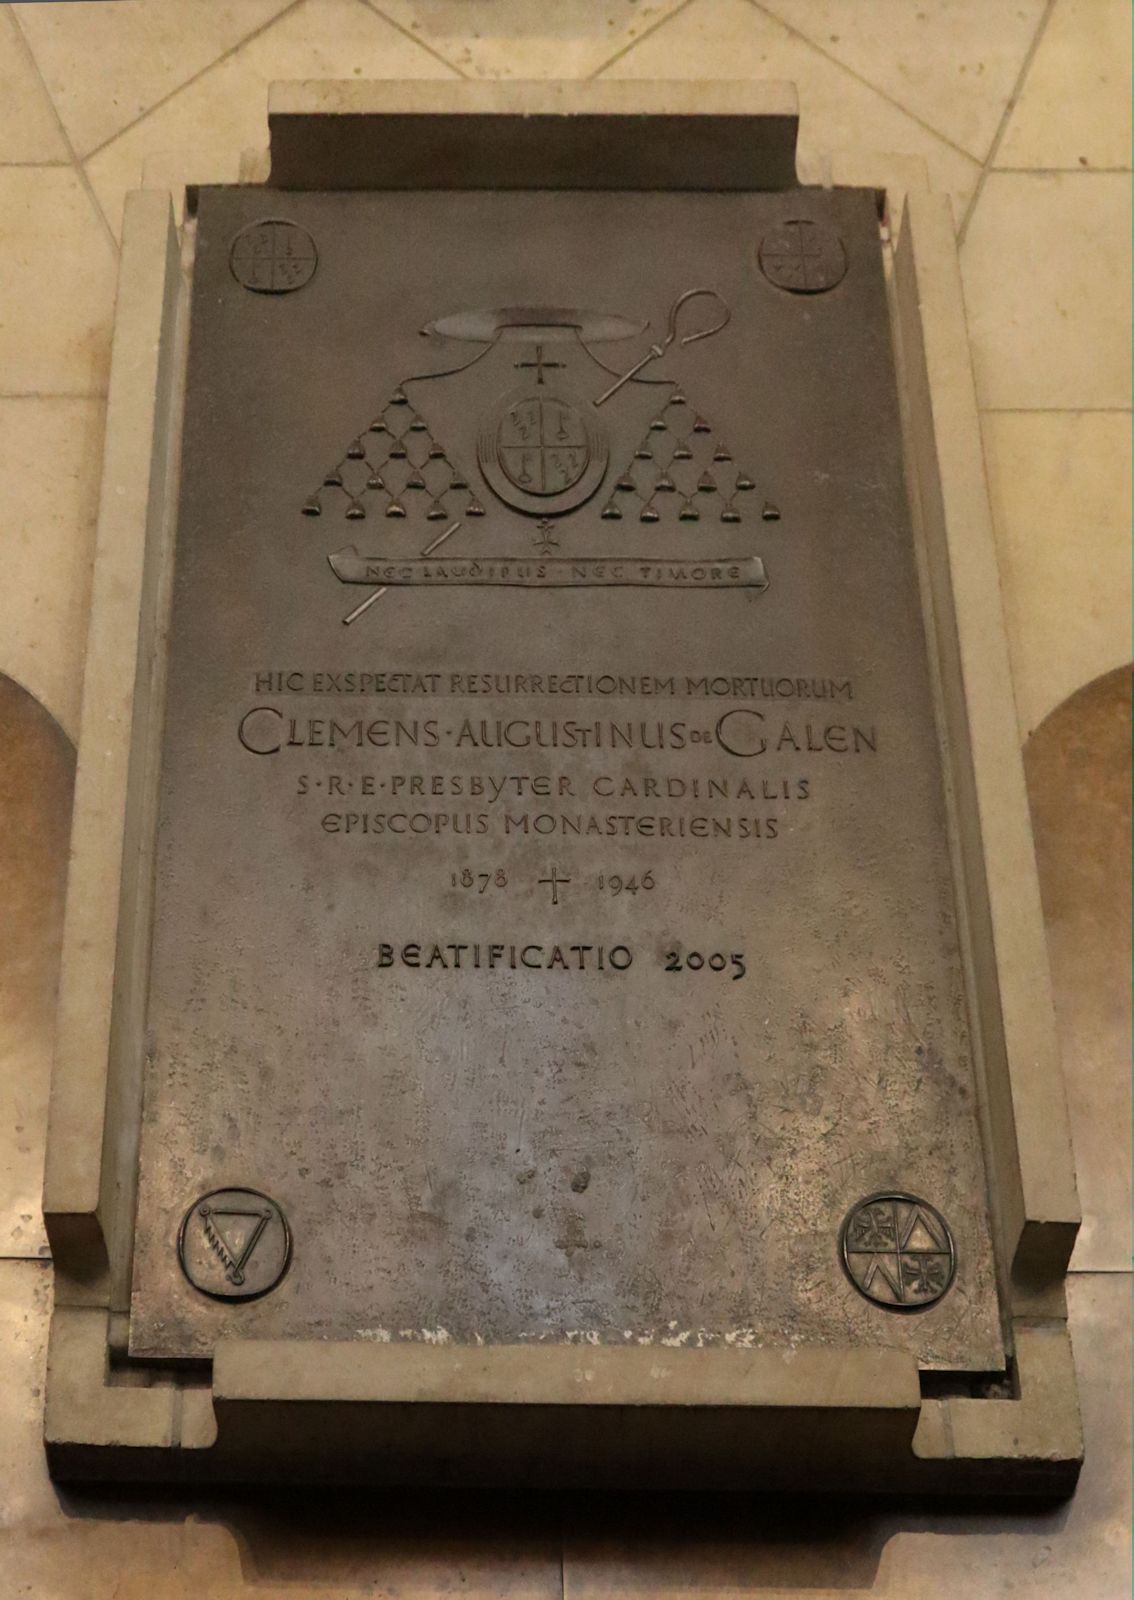 NEC LAUDIBUS · NEC TIMORE
HIC EXSPECTAT RESURRECTIONEM MORTUORUM
CLEMENS · AUGUSTINUS DE GALEN
S·R·E·PRESBYTER CARDINALIS
EPISCOPUS MONASTERIENSIS
1878 + 1946
BEATIFICATIO 2005